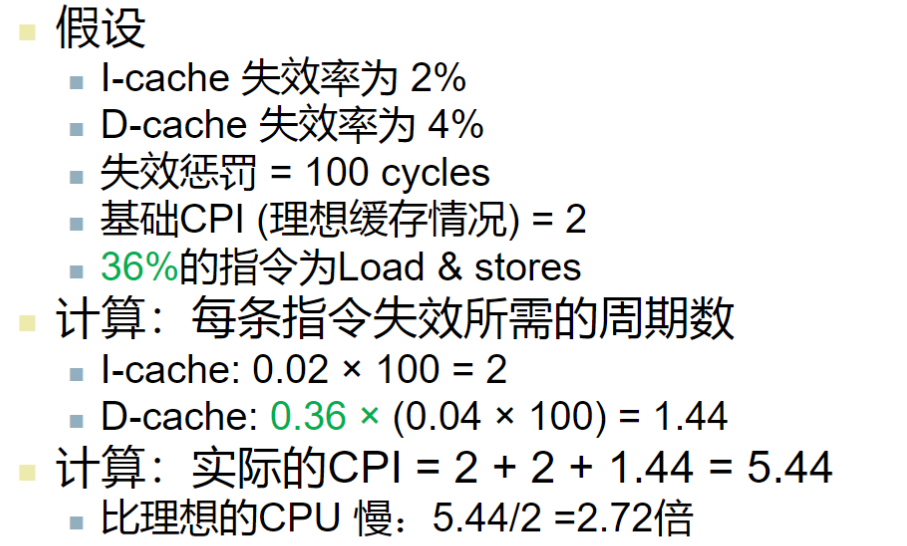 假设
I-cache 失效率为 2%
D-cache 失效率为 4%
失效惩罚 = 100 cycles
基础CPI (理想缓存情况) = 2
36%的指令为Load & stores
计算：每条指令失效所需的周期数
I-cache: 0.02 × 100 = 2
D-cache: 0.36 × (0.04 × 100) = 1.44
计算：实际的CPI = 2 + 2 + 1.44 = 5.44
比理想的CPU 慢：5.44/2 =2.72倍